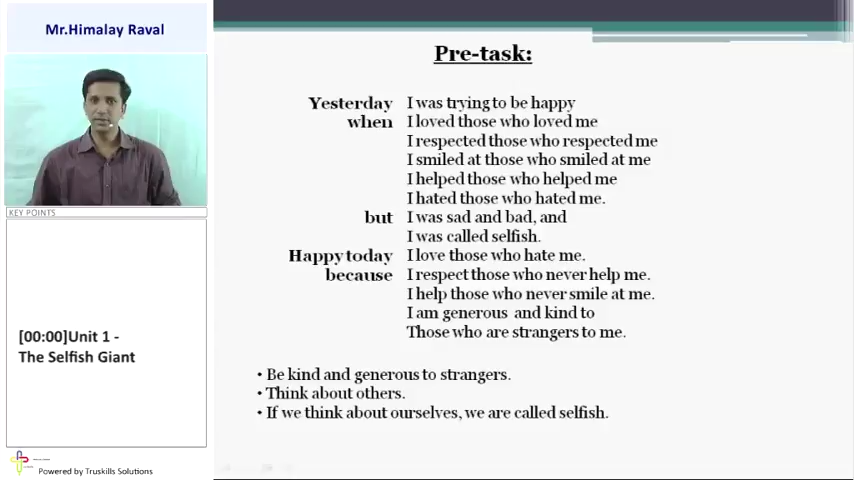 Mr.Himalay Raval
KEY POINTS
[00:00]Unit 1 -
The Selfish Giant
Powered by Truskills Solutions
Pre-task:
Yesterday I was trying to be happy
when I loved those who loved me
I respected those who respected me
I smiled at those who smiled at me
I helped those who helped me
I hated those who hated me.
but I was sad and bad, and
I was called selfish.
Happy today I love those who hate me.
because I respect those who never help me.
I help those who never smile at me.
I am generous and kind to
Those who are strangers to me.
• Be kind and generous to strangers.
• Think about others.
• If we think about ourselves, we are called selfish.